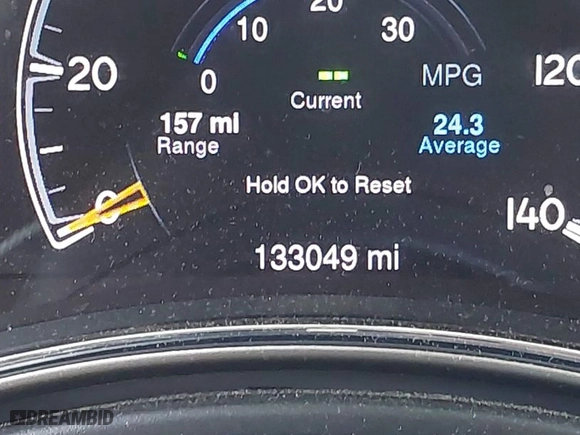 20
10
30
20
0
MPG
120
Current
157 mi
Range
24.3
Average
0
Hold OK to Reset
140
133049 mi
DREAMBID